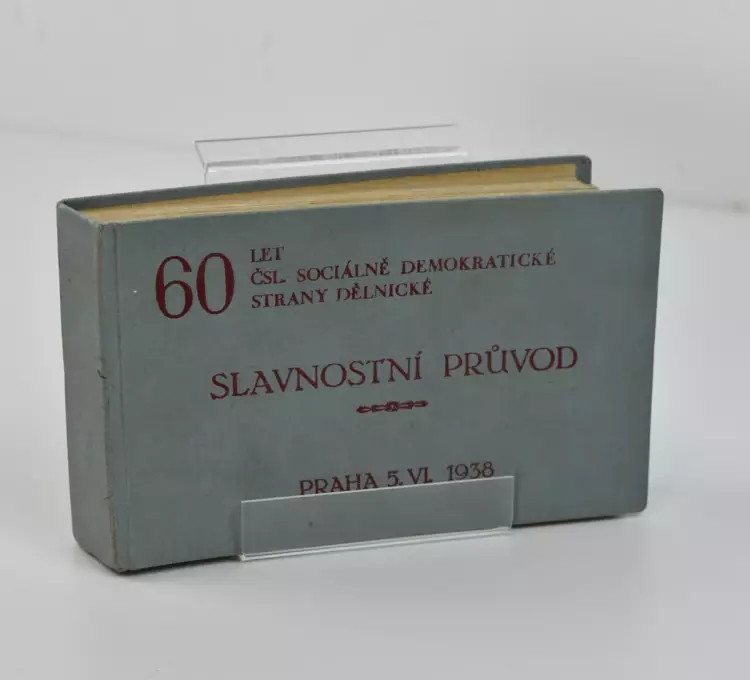 60 LET
ČSL. SOCIÁLNĚ DEMOKRATICKÉ
STRANY DĚLNICKÉ
SLAVNOSTNÍ PRŮVOD
PRAHA 5. VI. 1938